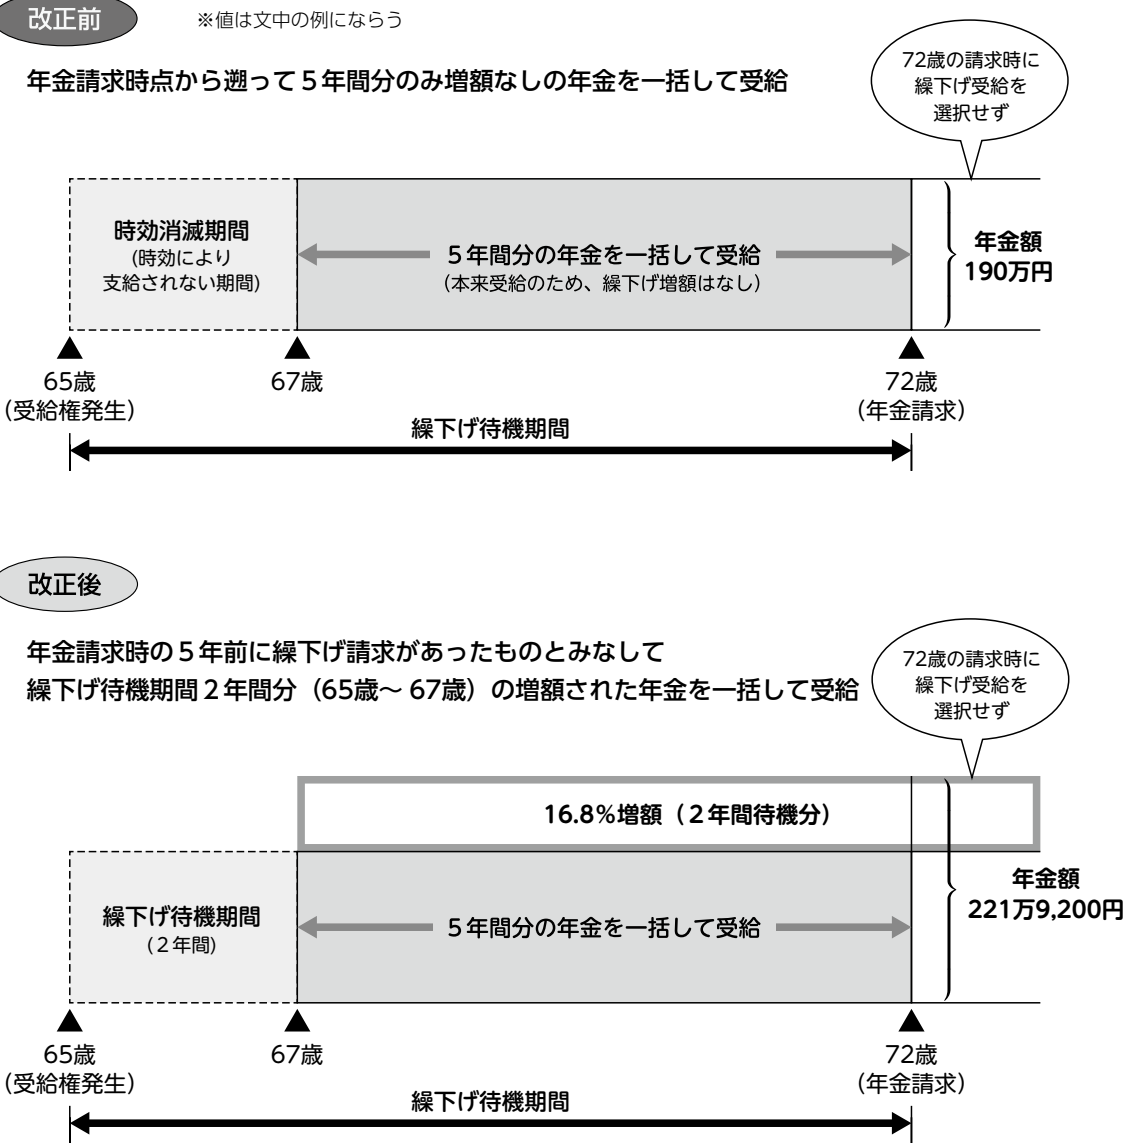 改正前
※値は文中の例にならう
年金請求時点から遡って５年間分のみ増額なしの年金を一括して受給
72歳の請求時に
繰下げ受給を
選択せず
時効消滅期間
(時効により
支給されない期間)
５年間分の年金を一括して受給
（本来受給のため、繰下げ増額はなし）
年金額
190万円
65歳
（受給権発生）
67歳
72歳
（年金請求）
繰下げ待機期間
改正後
年金請求時の５年前に繰下げ請求があったものとみなして
繰下げ待機期間２年間分（65歳～67歳）の増額された年金を一括して受給
72歳の請求時に
繰下げ受給を
選択せず
16.8%増額（２年間待機分）
繰下げ待機期間
(２年間)
５年間分の年金を一括して受給
年金額
221万9,200円
65歳
（受給権発生）
67歳
72歳
（年金請求）
繰下げ待機期間